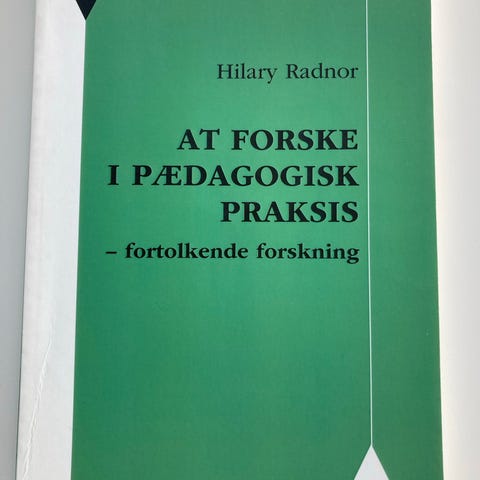 Hilary Radnor
AT FORSKE
I PÆDAGOGISK
PRAKSIS
– fortolkende forskning